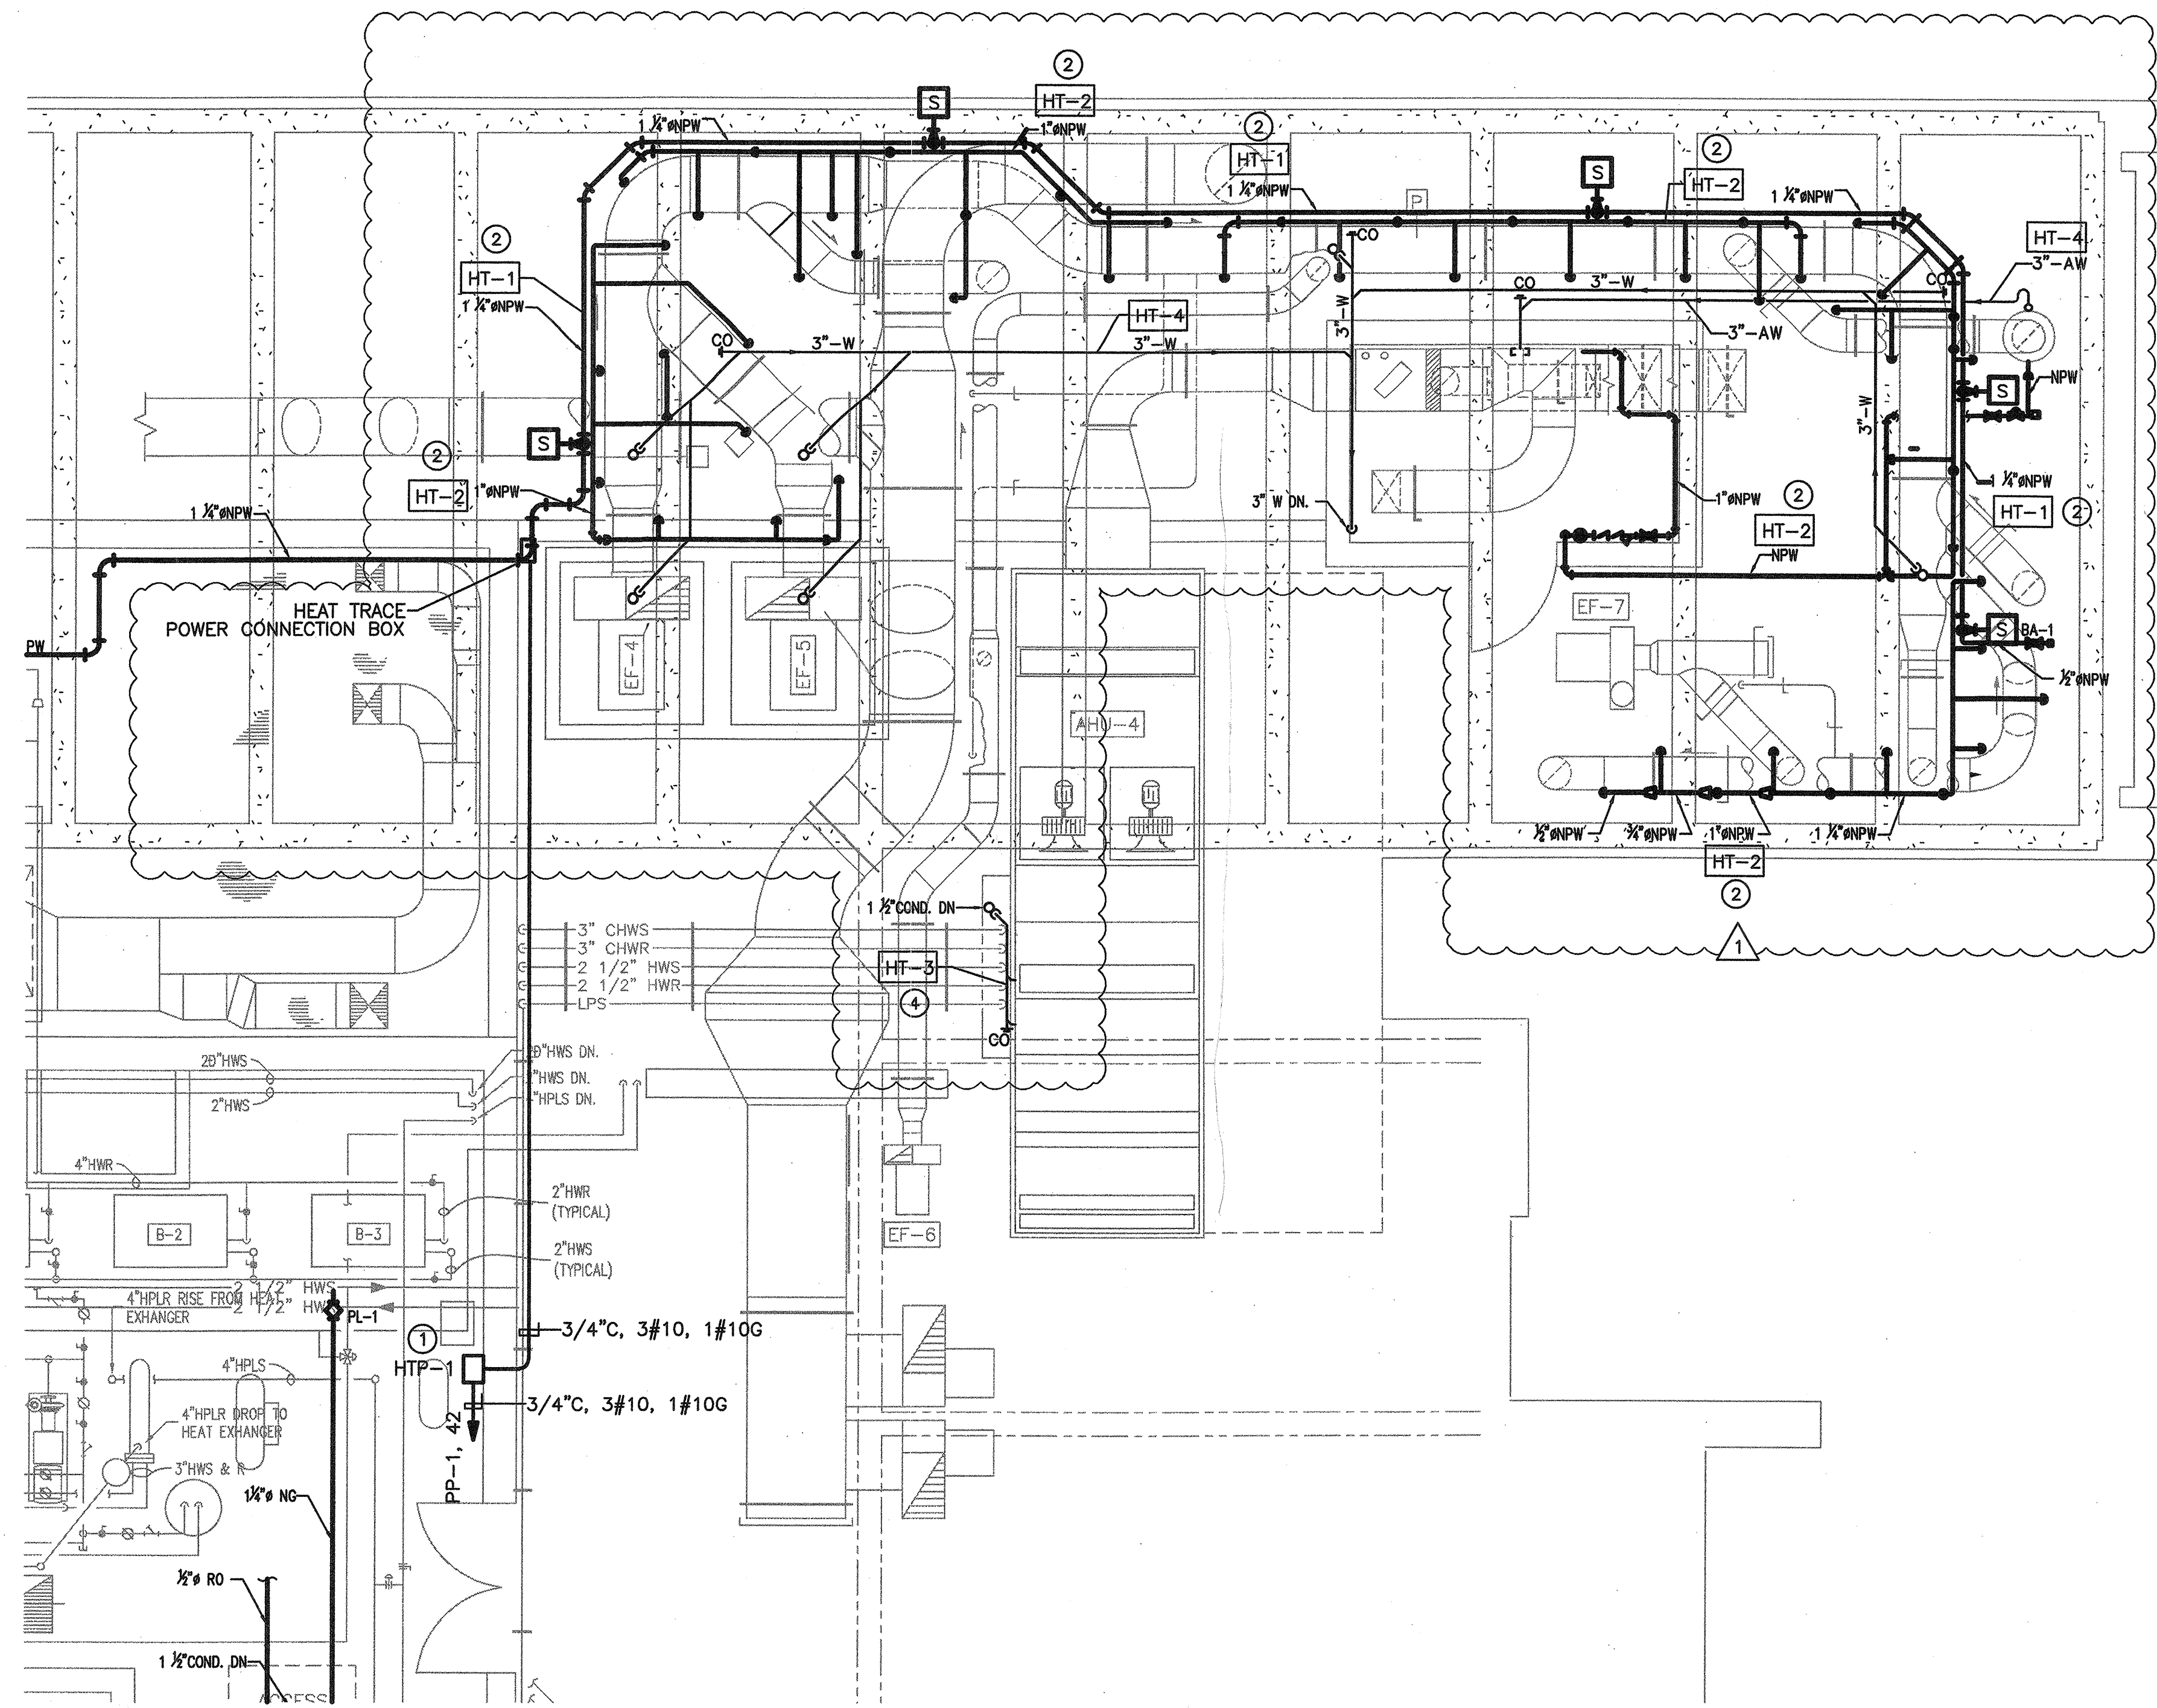 2
HT-2
S
1 1/4"øNPW
1"øNPW
2
HT-1
1 1/4"øNPW
P
S
2
HT-2
1 1/4"øNPW
2
HT-1
1 1/4"øNPW
CO
HT-4
3"-AW
CO
CO
3"-W
3"-W
HT-4
3"-AW
CO
3"-W
3"-W
NPW
S
3"-W
S
2
HT-2
1"øNPW
1 1/4"øNPW
3" W DN.
1"øNPW
2
HT-2
NPW
1 1/4"øNPW
HT-1
2
HEAT TRACE
POWER CONNECTION BOX
PW
EF-4
EF-5
EF-7
S
BA-1
1/2"øNPW
AHU-4
1/2"øNPW
3/4"øNPW
1"øNPW
1 1/4"øNPW
HT-2
2
1
1 1/2"COND. DN
3" CHWS
3" CHWR
2 1/2" HWS
2 1/2" HWR
LPS
HT-3
4
CO
"HWS DN.
"HWS DN.
"HPLS DN.
2"HWS
4"HWR
2"HWR
(TYPICAL)
B-2
B-3
EF-6
2"HWS
(TYPICAL)
2 1/2" HWS
4"HPLR RISE FROM HEAT
EXHANGER
2 1/2" HW
PL-1
1
HTP-1
3/4"C, 3#10, 1#10G
4"HPLS
3/4"C, 3#10, 1#10G
PP-1, 42
4"HPLR DROP TO
HEAT EXHANGER
3"HWS & R
1 1/4"ø NG
1/2"ø RO
1 1/2"COND. DN
ACCESS